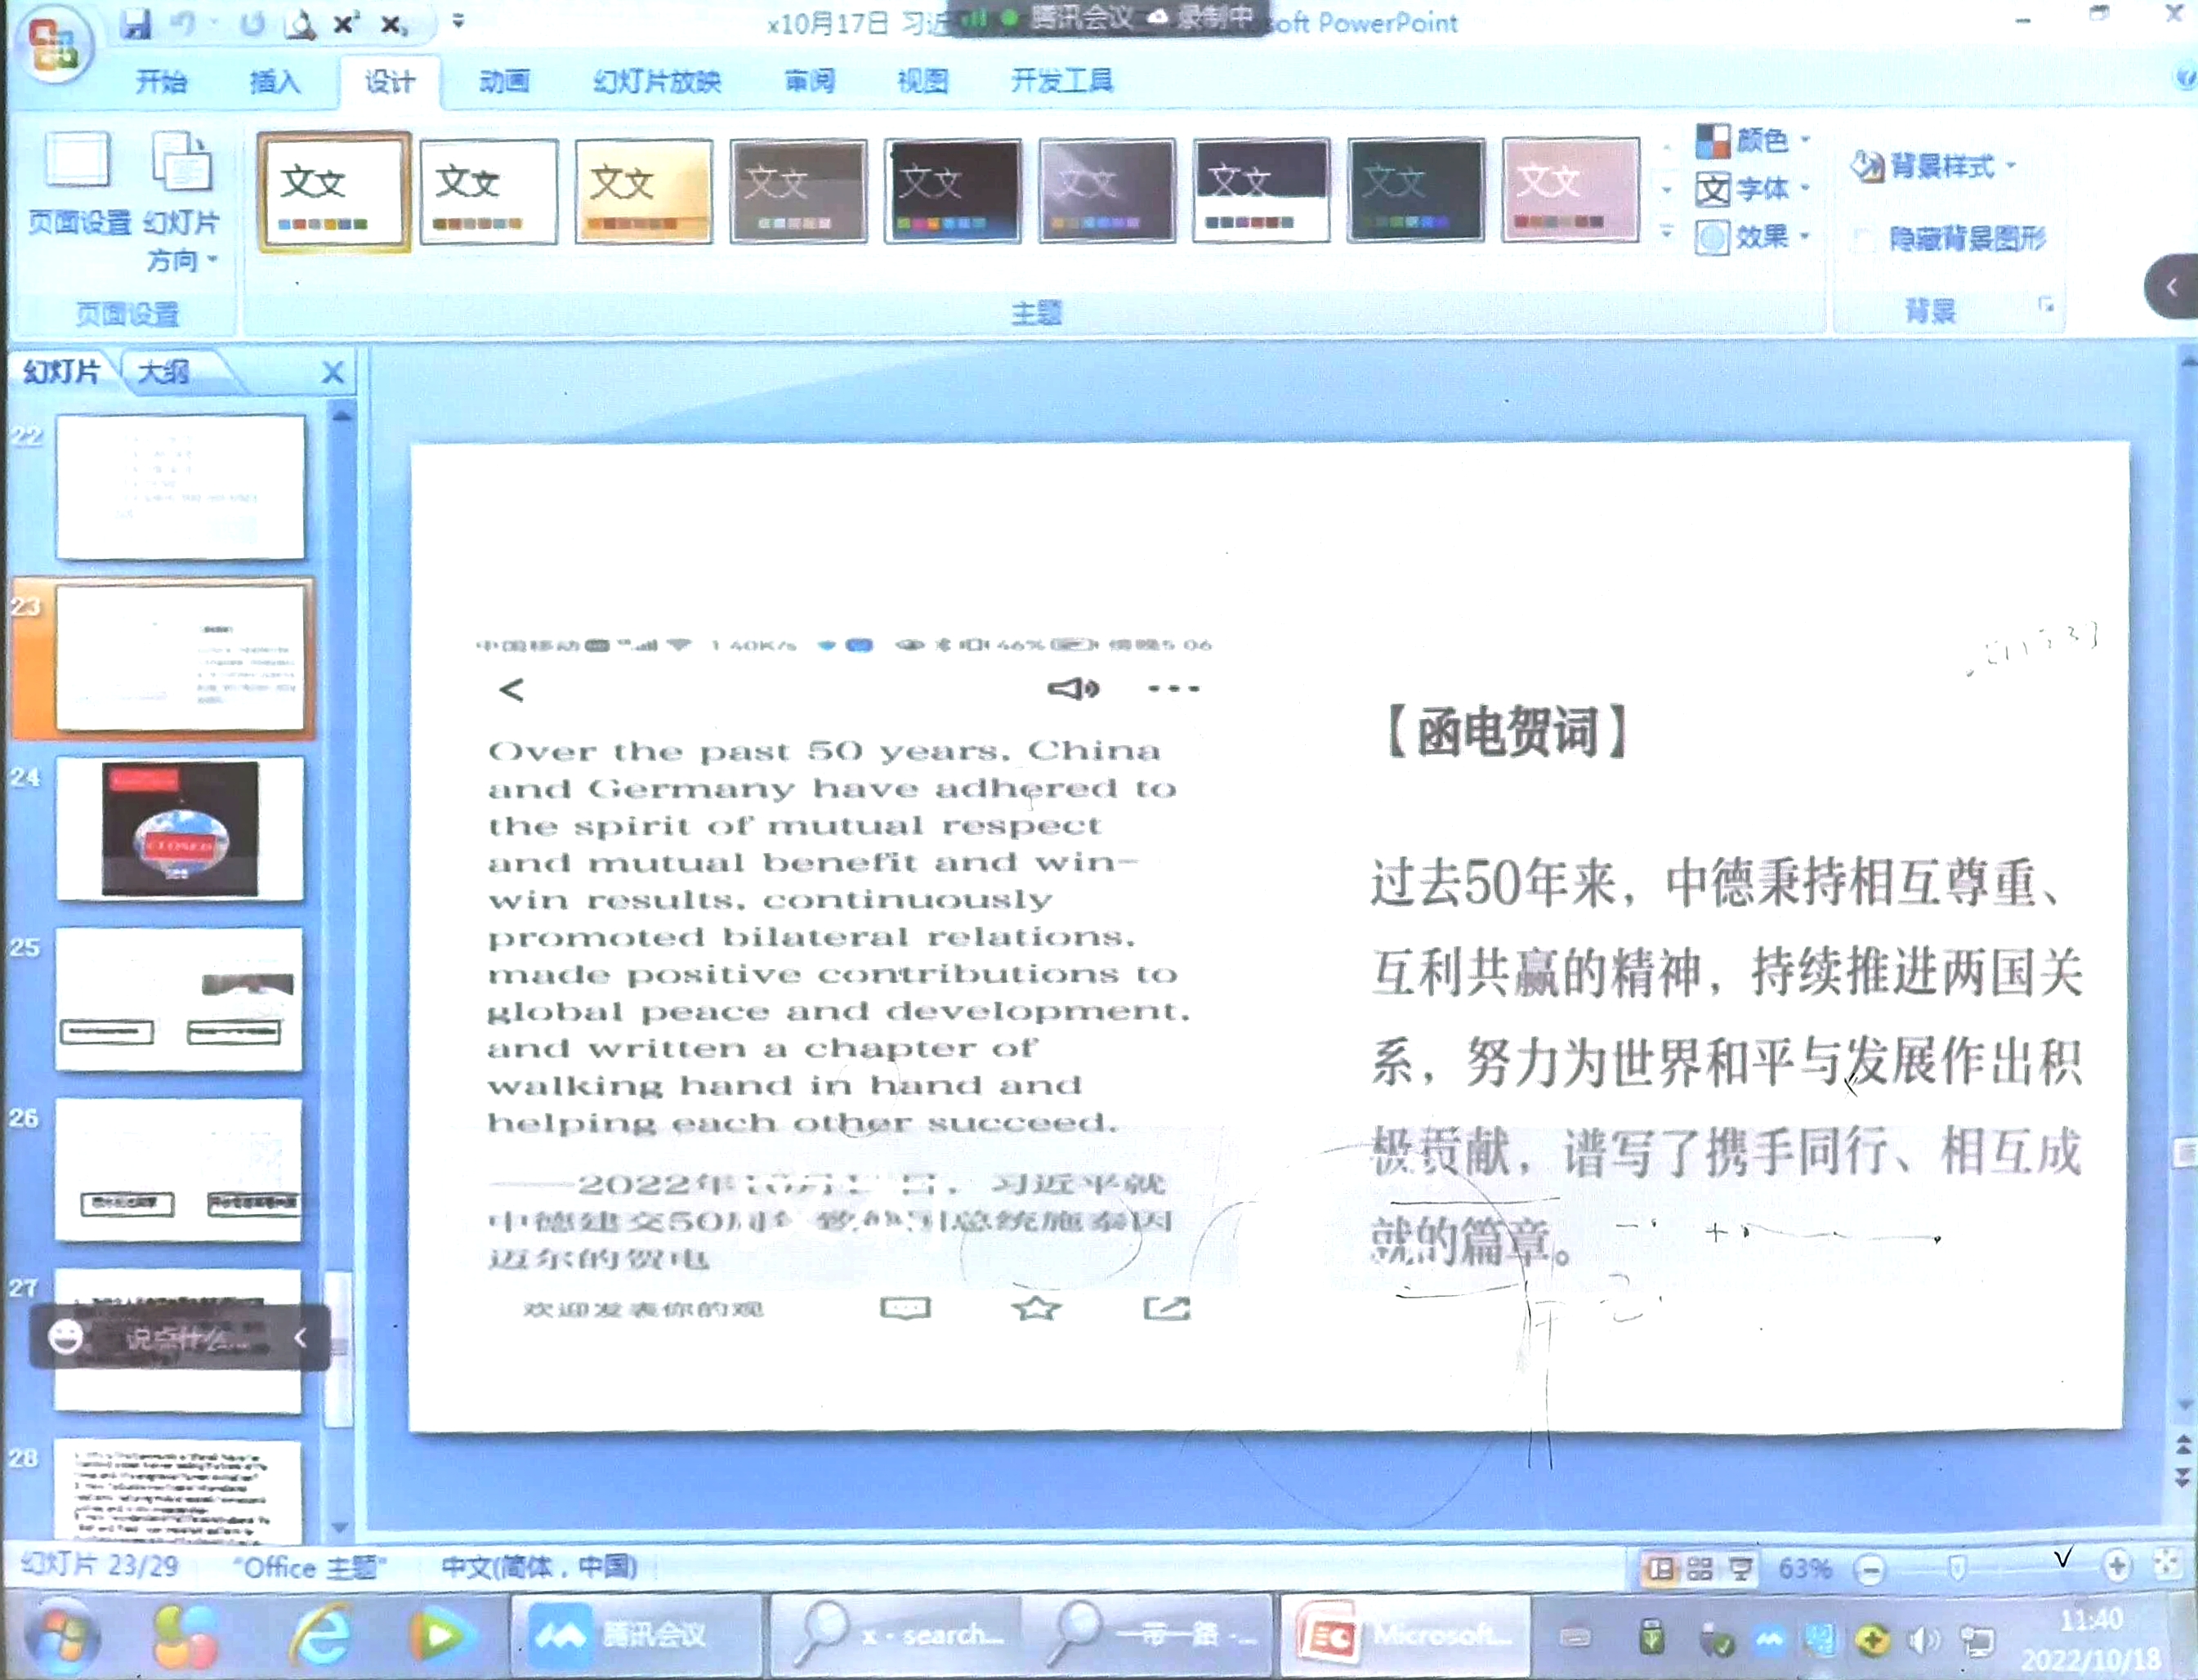 x10月17日 习近
腾讯会议
录制中
soft PowerPoint
开始 插入 设计 动画 幻灯片放映 审阅 视图 开发工具
页面设置 幻灯片
方向
文文 文文 文文 文文 文文 文文 文文 文文 文文
颜色
字体
效果
背景样式
隐藏背景图形
页面设置 主题 背景
幻灯片 大纲
22
23
24
CLOSED
25
26
27
28
说点什么...
中国移动 1.40K/s 46% 傍晚5:06
Over the past 50 years, China
and Germany have adhered to
the spirit of mutual respect
and mutual benefit and win-
win results, continuously
promoted bilateral relations,
made positive contributions to
global peace and development,
and written a chapter of
walking hand in hand and
helping each other succeed.
——2022年10月 日，习近平就
中德建交50周 总统施泰因
迈尔的贺电
欢迎发表你的观
【函电贺词】
过去50年来，中德秉持相互尊重、
互利共赢的精神，持续推进两国关
系，努力为世界和平与发展作出积
极贡献，谱写了携手同行、相互成
就的篇章。
幻灯片 23/29 "Office 主题" 中文(简体，中国) 63%
腾讯会议 x - search... 一带一路 -... Microsoft...
11:40
2022/10/18